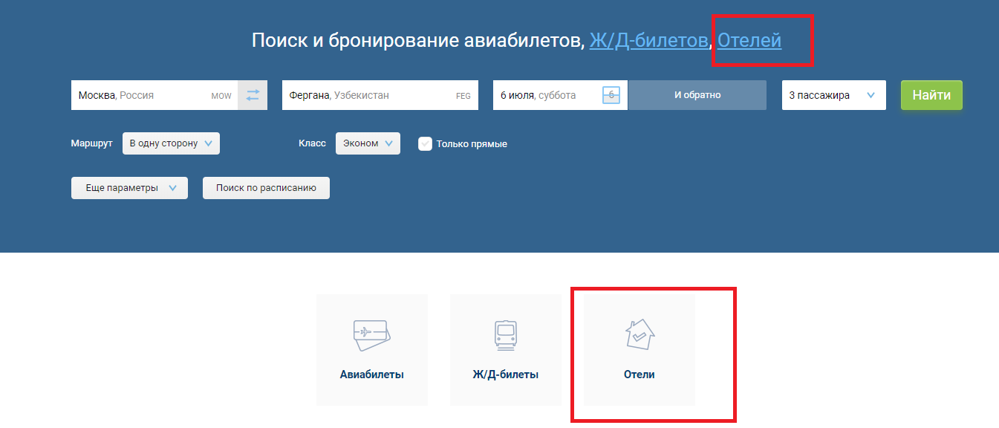 Поиск и бронирование авиабилетов, Ж/Д-билетов, Отелей
Москва, Россия MOW Фергана, Узбекистан FEG 6 июля, суббота 6 И обратно 3 пассажира Найти
Маршрут В одну сторону Класс Эконом Только прямые
Еще параметры Поиск по расписанию
Авиабилеты Ж/Д-билеты Отели